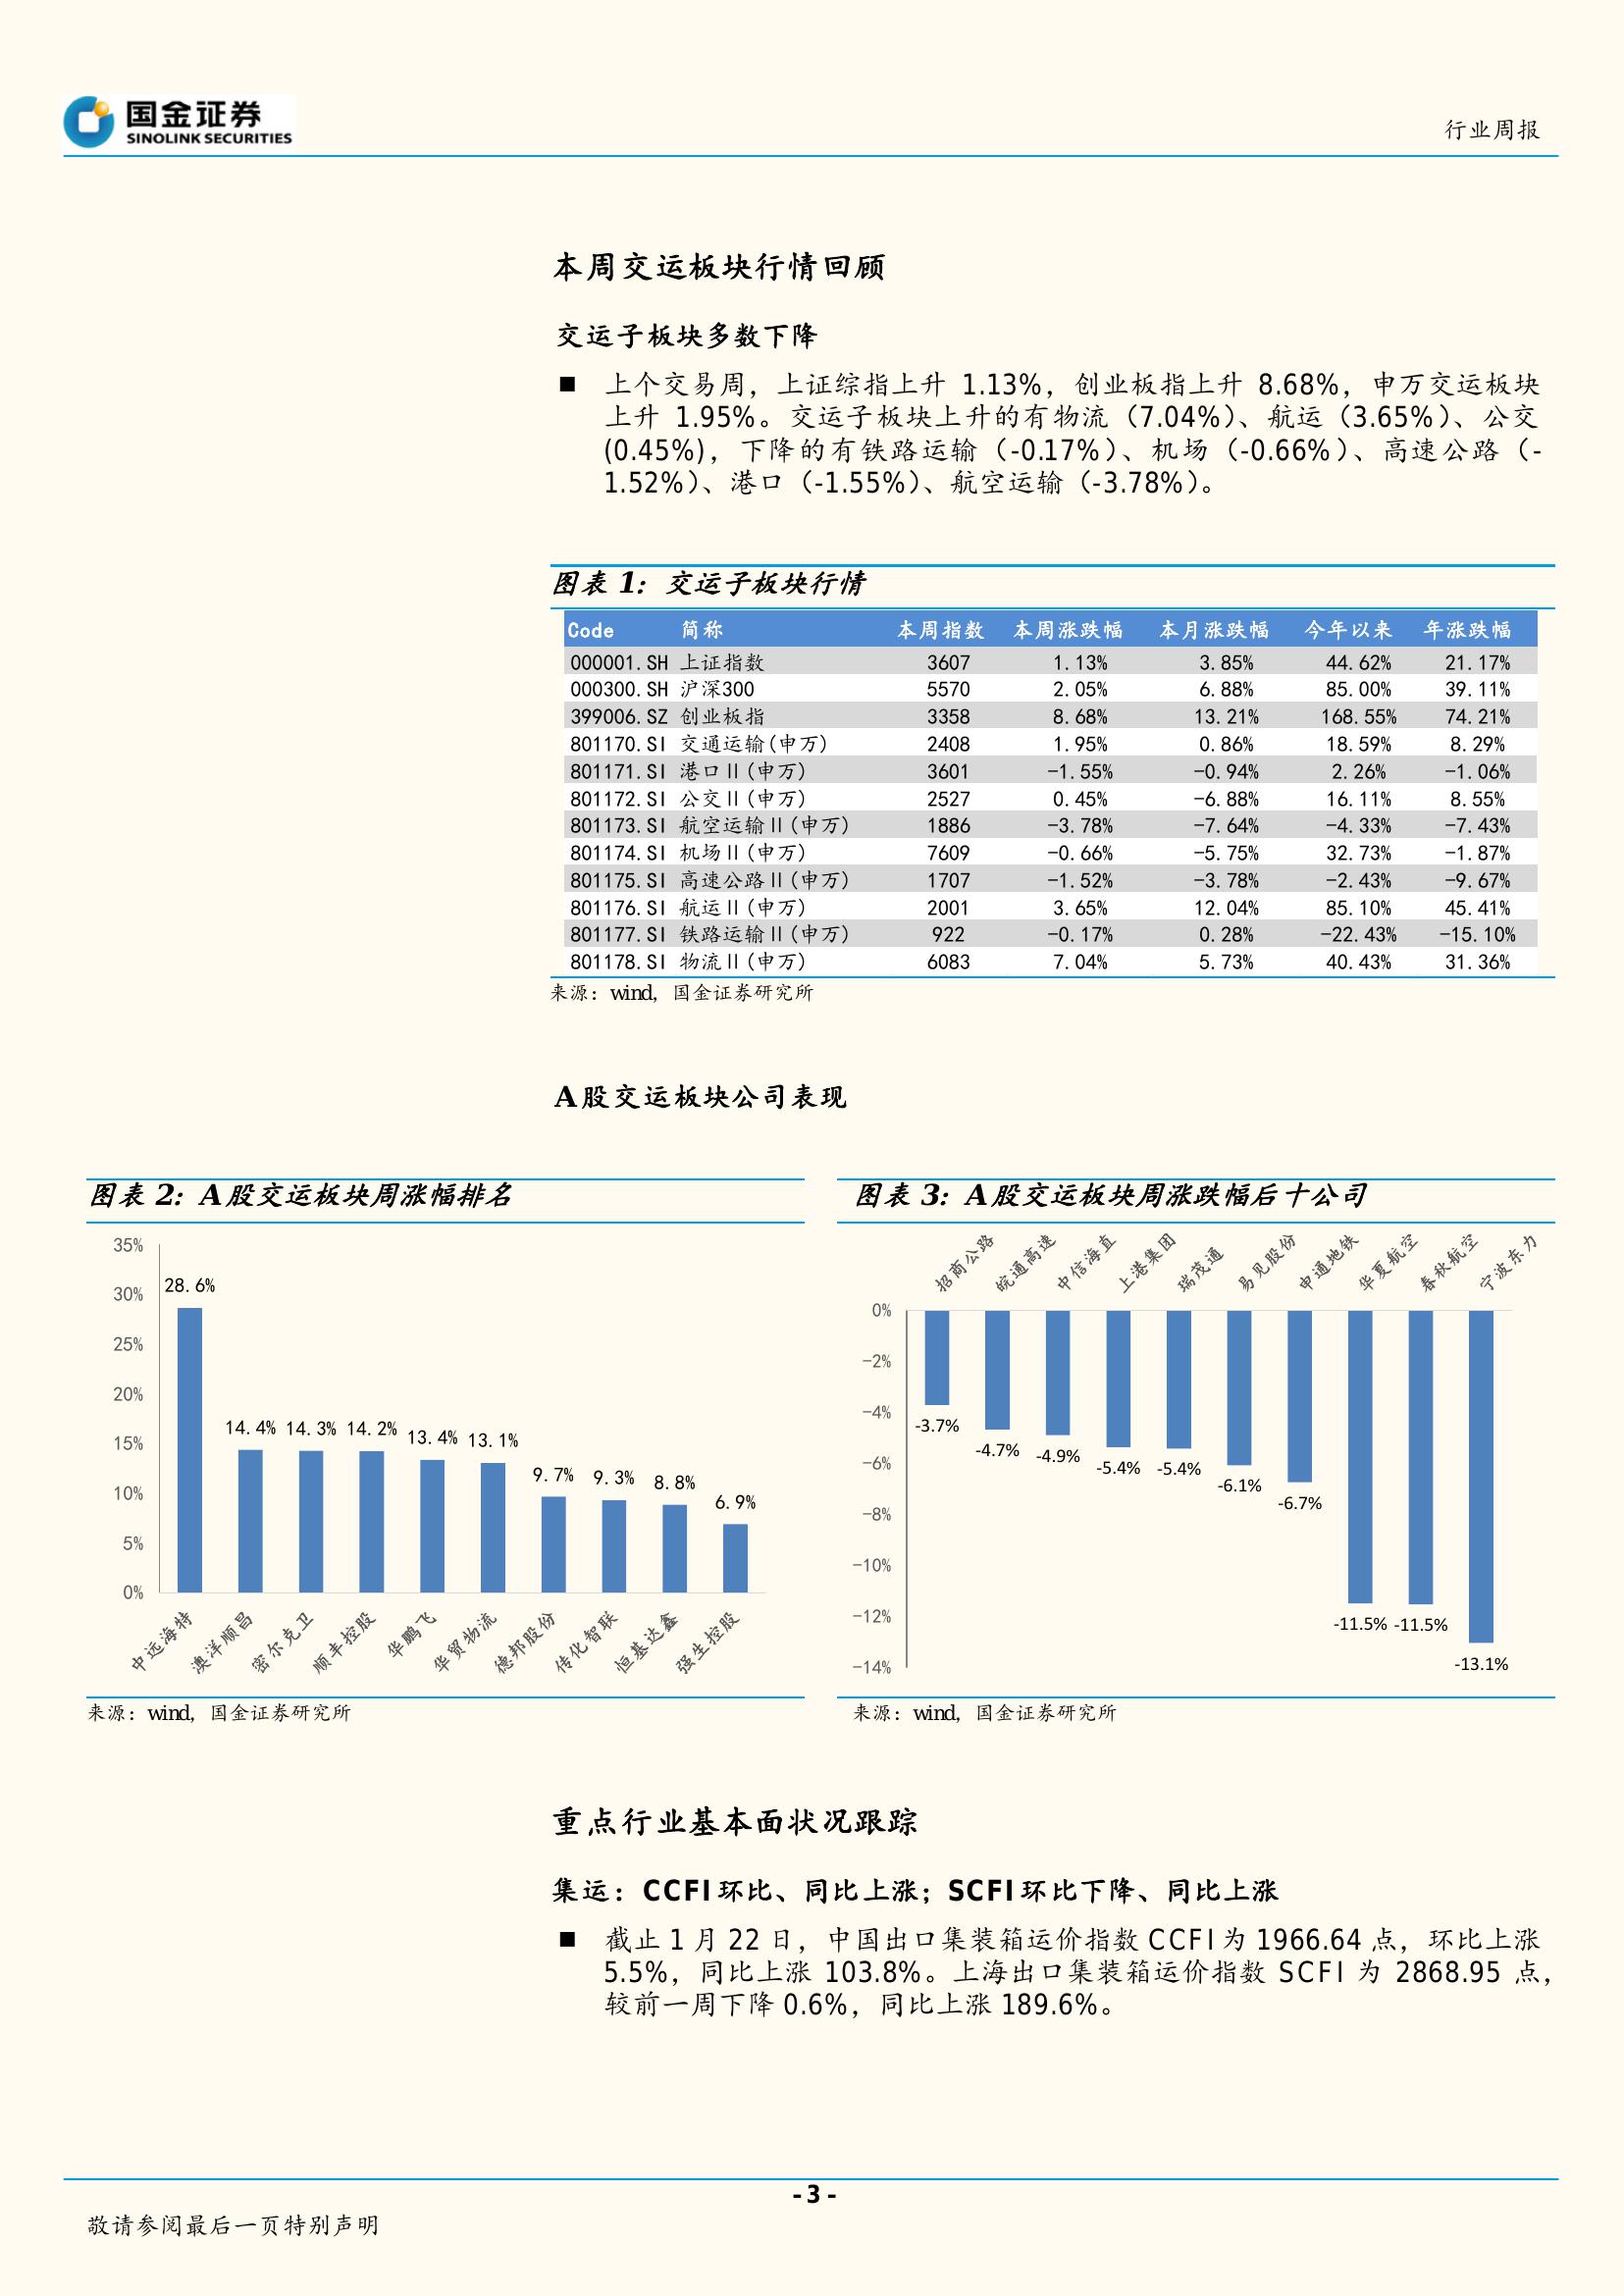 国金证券
SINOLINK SECURITIES
行业周报
本周交运板块行情回顾
交运子板块多数下降
■ 上个交易周，上证综指上升 1.13%，创业板指上升 8.68%，申万交运板块
上升 1.95%。交运子板块上升的有物流（7.04%）、航运（3.65%）、公交
(0.45%)，下降的有铁路运输（-0.17%）、机场（-0.66%）、高速公路（-
1.52%）、港口（-1.55%）、航空运输（-3.78%）。
图表 1：交运子板块行情
Code 简称 本周指数 本周涨跌幅 本月涨跌幅 今年以来 年涨跌幅
000001.SH 上证指数 3607 1.13% 3.85% 44.62% 21.17%
000300.SH 沪深300 5570 2.05% 6.88% 85.00% 39.11%
399006.SZ 创业板指 3358 8.68% 13.21% 168.55% 74.21%
801170.SI 交通运输(申万) 2408 1.95% 0.86% 18.59% 8.29%
801171.SI 港口Ⅱ(申万) 3601 -1.55% -0.94% 2.26% -1.06%
801172.SI 公交Ⅱ(申万) 2527 0.45% -6.88% 16.11% 8.55%
801173.SI 航空运输Ⅱ(申万) 1886 -3.78% -7.64% -4.33% -7.43%
801174.SI 机场Ⅱ(申万) 7609 -0.66% -5.75% 32.73% -1.87%
801175.SI 高速公路Ⅱ(申万) 1707 -1.52% -3.78% -2.43% -9.67%
801176.SI 航运Ⅱ(申万) 2001 3.65% 12.04% 85.10% 45.41%
801177.SI 铁路运输Ⅱ(申万) 922 -0.17% 0.28% -22.43% -15.10%
801178.SI 物流Ⅱ(申万) 6083 7.04% 5.73% 40.43% 31.36%
来源：wind，国金证券研究所
A股交运板块公司表现
图表 2：A股交运板块周涨幅排名
35%
30%
25%
20%
15%
10%
5%
0%
28.6%
14.4%
14.3%
14.2%
13.4%
13.1%
9.7%
9.3%
8.8%
6.9%
中远海特
澳洋顺昌
密尔克卫
顺丰控股
华鹏飞
华贸物流
德邦股份
传化智联
恒基达鑫
强生控股
来源：wind，国金证券研究所
图表 3：A股交运板块周涨跌幅后十公司
招商公路
皖通高速
中信海直
上港集团
瑞茂通
易见股份
申通地铁
华夏航空
春秋航空
宁波东力
0%
-2%
-4%
-6%
-8%
-10%
-12%
-14%
-3.7%
-4.7%
-4.9%
-5.4%
-5.4%
-6.1%
-6.7%
-11.5%
-11.5%
-13.1%
来源：wind，国金证券研究所
重点行业基本面状况跟踪
集运：CCFI环比、同比上涨；SCFI环比下降、同比上涨
■ 截止 1 月 22 日，中国出口集装箱运价指数 CCFI 为 1966.64 点，环比上涨
5.5%，同比上涨 103.8%。上海出口集装箱运价指数 SCFI 为 2868.95 点，
较前一周下降 0.6%，同比上涨 189.6%。
- 3 -
敬请参阅最后一页特别声明